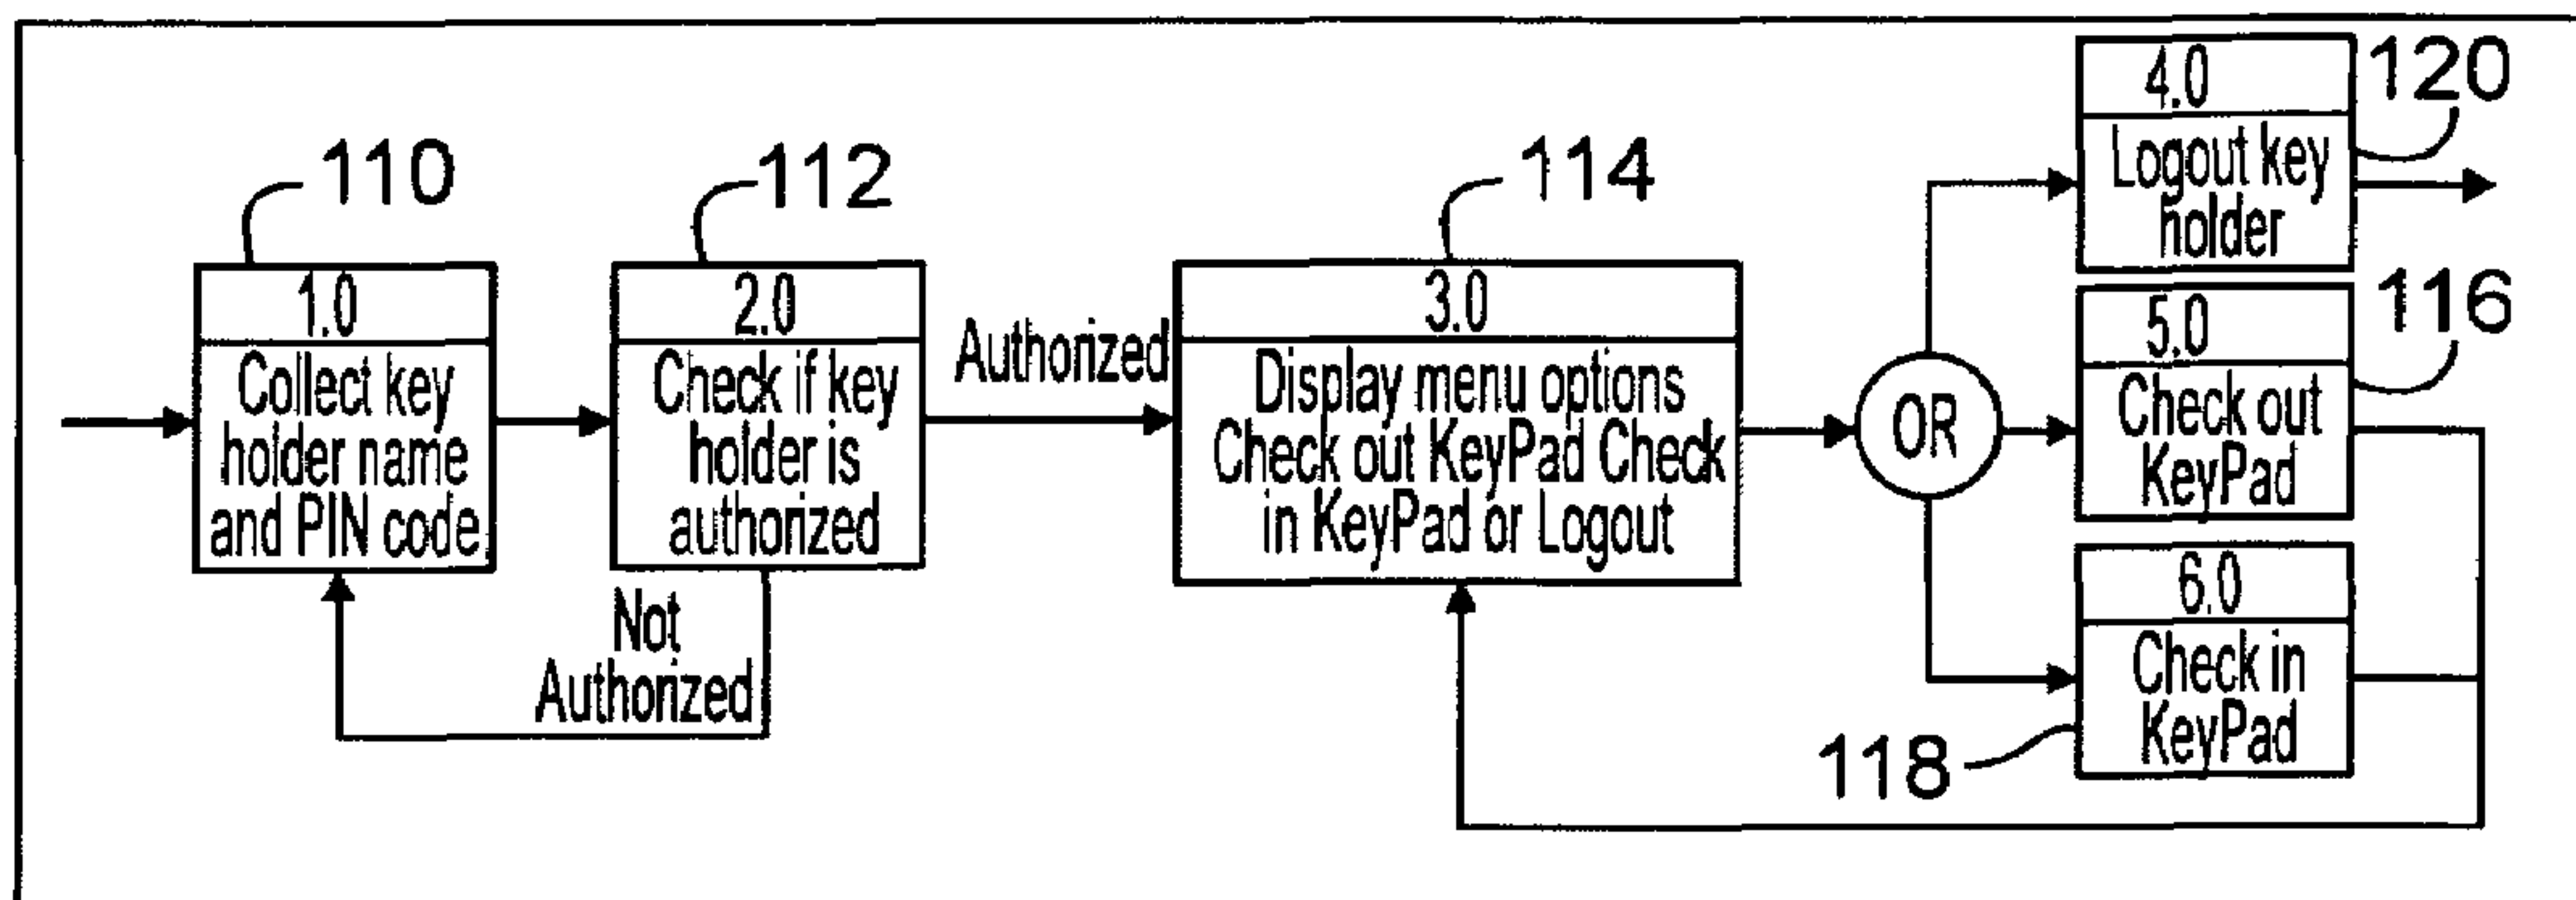 110
1.0
Collect key
holder name
and PIN code
112
2.0
Check if key
holder is
authorized
Not
Authorized
Authorized
114
3.0
Display menu options
Check out KeyPad Check
in KeyPad or Logout
OR
4.0
Logout key
holder
120
5.0
Check out
KeyPad
116
6.0
Check in
KeyPad
118